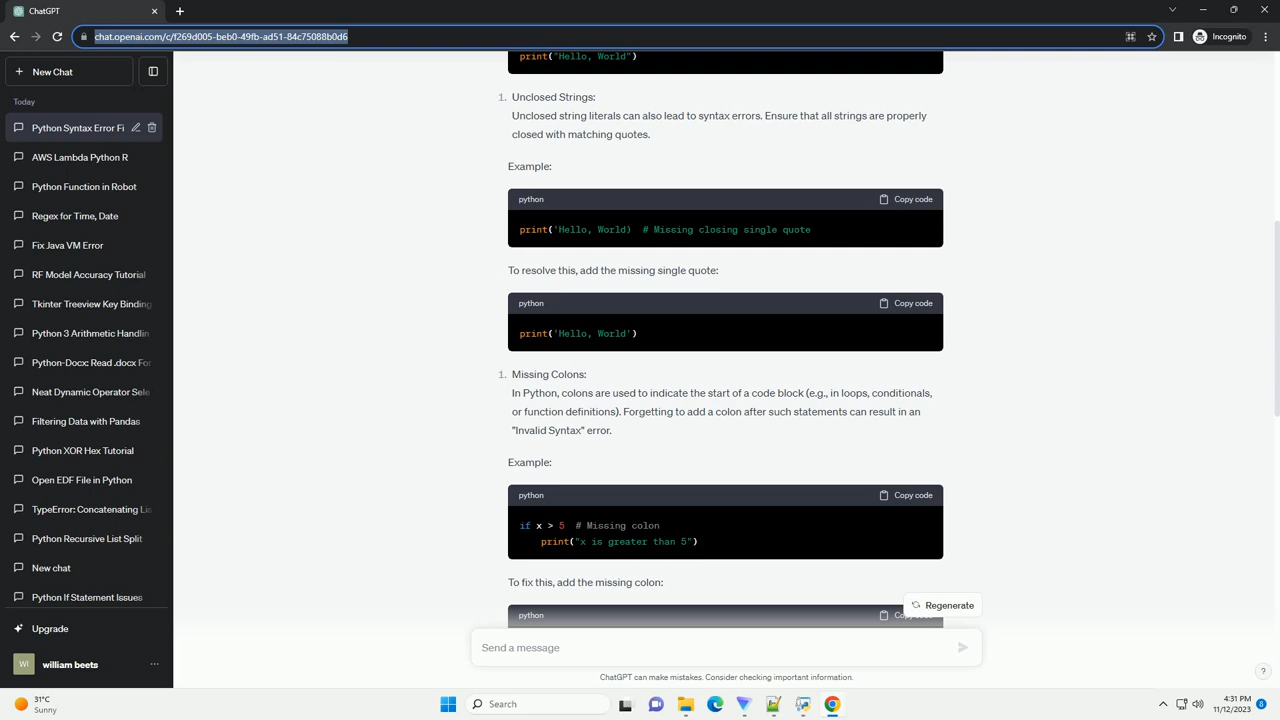 ChatGPT
chat.openai.com/c/f269d005-beb0-49fb-ad51-84c75088b0d6
Incognito
New Chat
Today
Python Syntax Error Fi
AWS Lambda Python R
Python Function in Robot
Regex for Time, Date
Fix Java VM Error
RF Model Accuracy Tutorial
Tkinter Treeview Key Binding
Python 3 Arithmetic Handlin
Python-Docx: Read .docx For
Neat Dynamic Operator Sele
Filtering Data with Pandas
Python XOR Hex Tutorial
Open EDF File in Python
TypeError: Concatenating Lis
Python Recursive List Split
New chat
Python If Statement Issues
Upgrade
WI
william beets
print("Hello, World")
1. Unclosed Strings:
Unclosed string literals can also lead to syntax errors. Ensure that all strings are properly
closed with matching quotes.
Example:
python
Copy code
print('Hello, World)  # Missing closing single quote
To resolve this, add the missing single quote:
python
Copy code
print('Hello, World')
1. Missing Colons:
In Python, colons are used to indicate the start of a code block (e.g., in loops, conditionals,
or function definitions). Forgetting to add a colon after such statements can result in an
"Invalid Syntax" error.
Example:
python
Copy code
if x > 5  # Missing colon
print("x is greater than 5")
To fix this, add the missing colon:
python
Copy code
Regenerate
Send a message
ChatGPT can make mistakes. Consider checking important information.
?
31°C
Sunny
Search
4:31 PM
11/12/2023
6